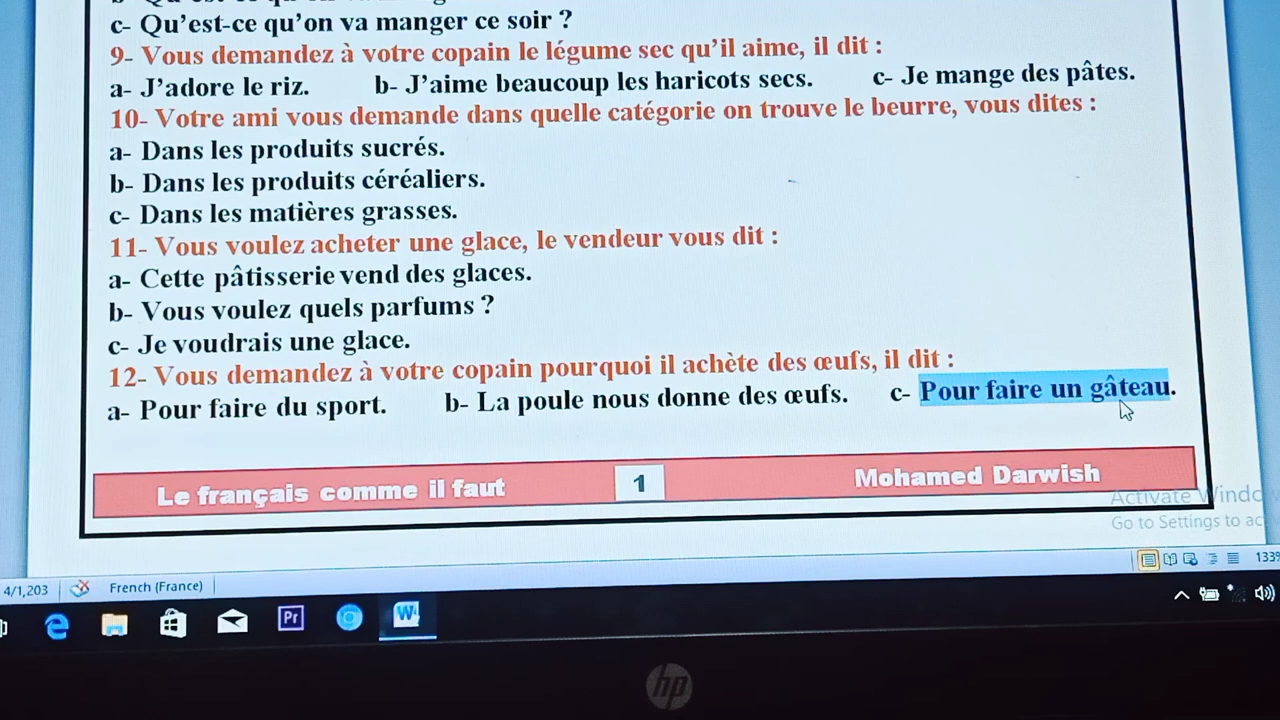 c- Qu’est-ce qu’on va manger ce soir ?
9- Vous demandez à votre copain le légume sec qu’il aime, il dit :
a- J’adore le riz. b- J’aime beaucoup les haricots secs. c- Je mange des pâtes.
10- Votre ami vous demande dans quelle catégorie on trouve le beurre, vous dites :
a- Dans les produits sucrés.
b- Dans les produits céréaliers.
c- Dans les matières grasses.
11- Vous voulez acheter une glace, le vendeur vous dit :
a- Cette pâtisserie vend des glaces.
b- Vous voulez quels parfums ?
c- Je voudrais une glace.
12- Vous demandez à votre copain pourquoi il achète des œufs, il dit :
a- Pour faire du sport. b- La poule nous donne des œufs. c- Pour faire un gâteau.
Le français comme il faut 1 Mohamed Darwish
Activate Windo
Go to Settings to ac
4/1,203 French (France) 133%
Pr W
hp